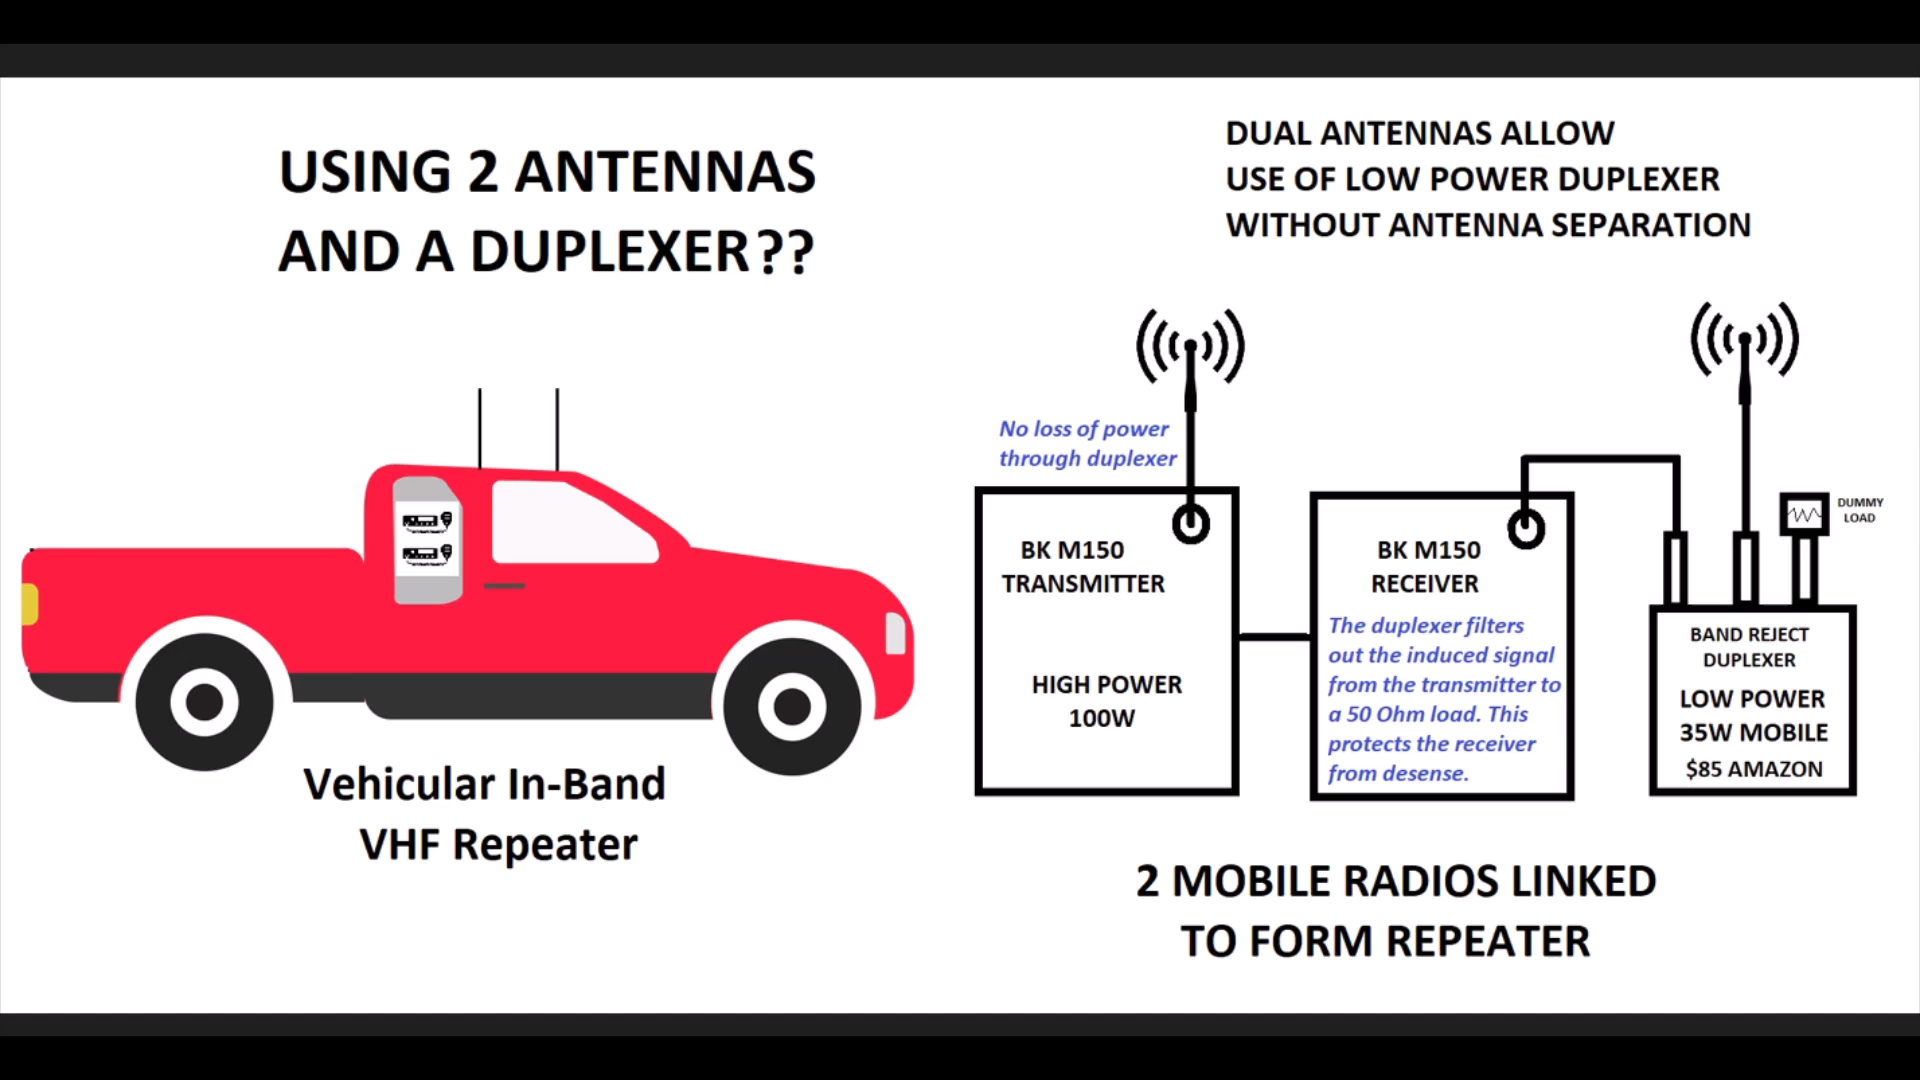 USING 2 ANTENNAS
AND A DUPLEXER??
Vehicular In-Band
VHF Repeater
DUAL ANTENNAS ALLOW
USE OF LOW POWER DUPLEXER
WITHOUT ANTENNA SEPARATION
No loss of power
through duplexer
BK M150
TRANSMITTER
HIGH POWER
100W
BK M150
RECEIVER
The duplexer filters
out the induced signal
from the transmitter to
a 50 Ohm load. This
protects the receiver
from desense.
DUMMY
LOAD
BAND REJECT
DUPLEXER
LOW POWER
35W MOBILE
$85 AMAZON
2 MOBILE RADIOS LINKED
TO FORM REPEATER